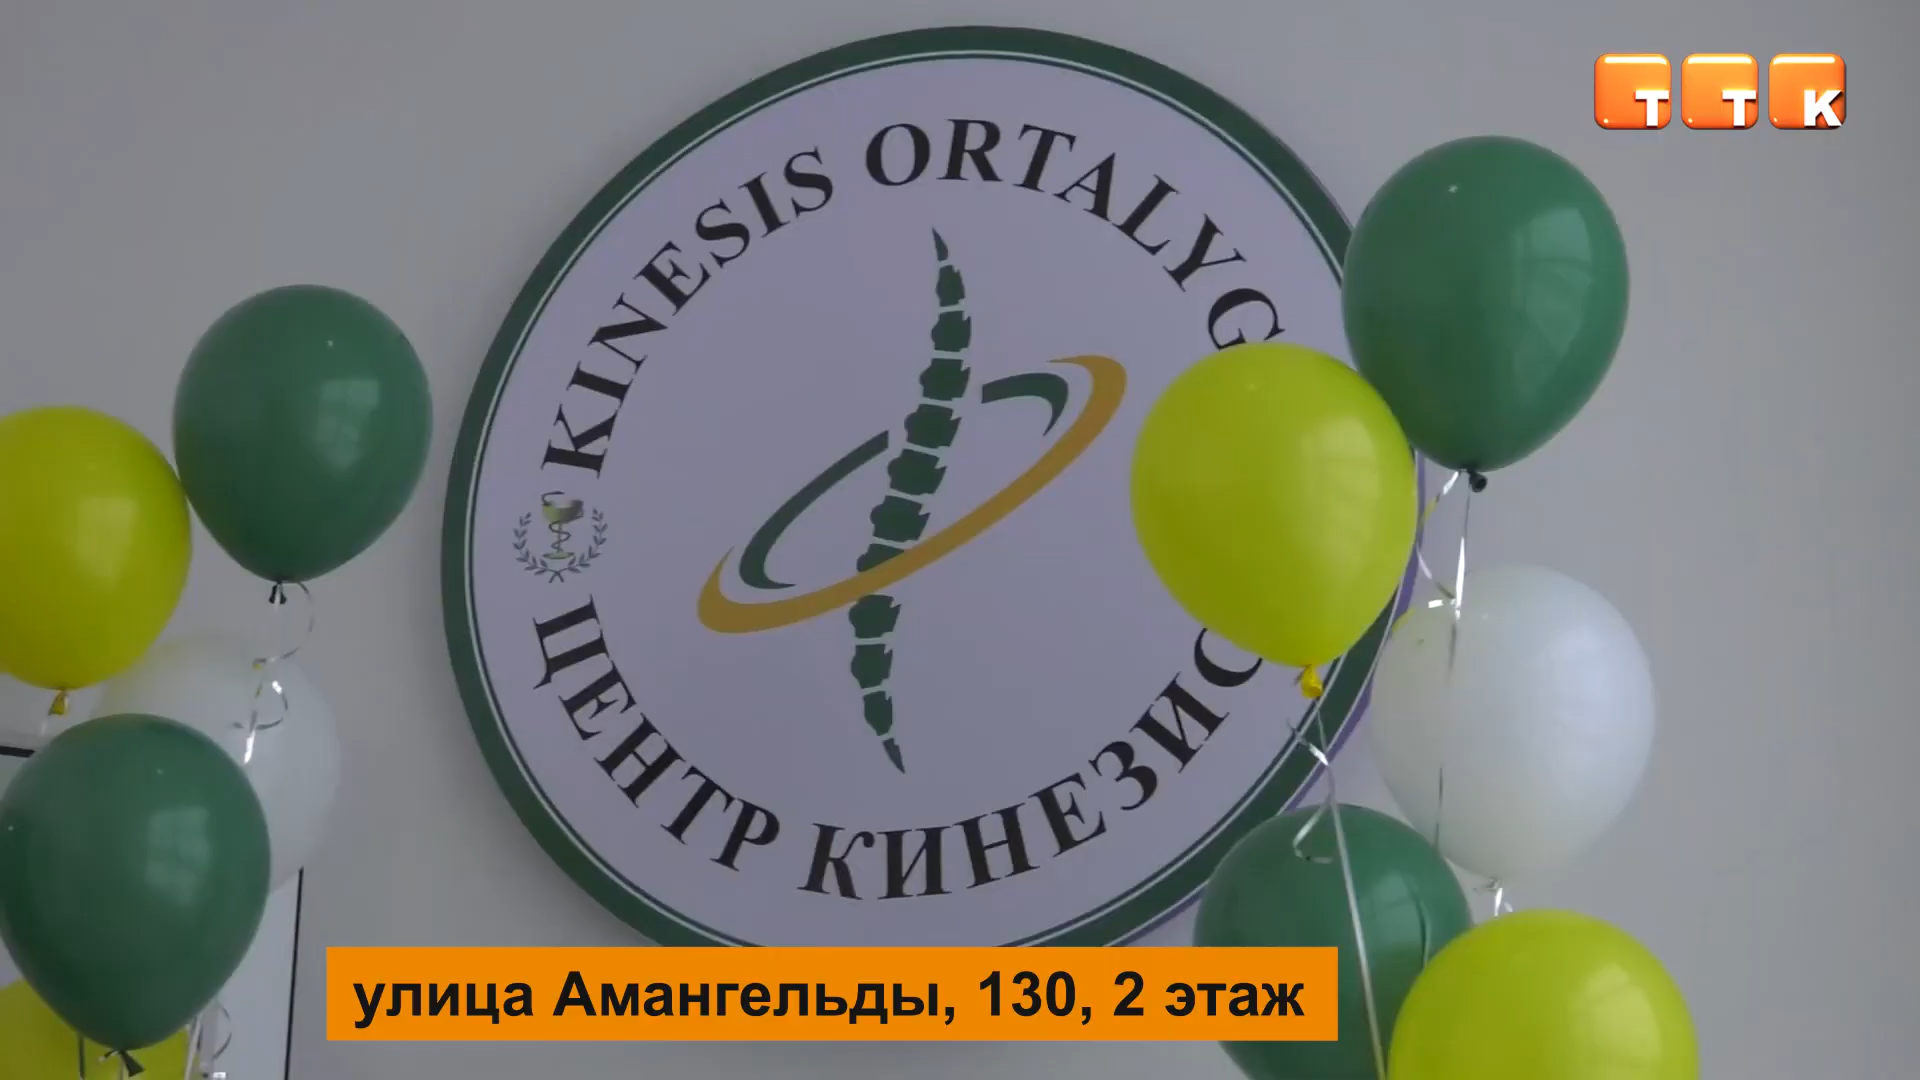 ТТК
KINESIS ORTALYG
ЦЕНТР КИНЕЗИС
улица Амангельды, 130, 2 этаж